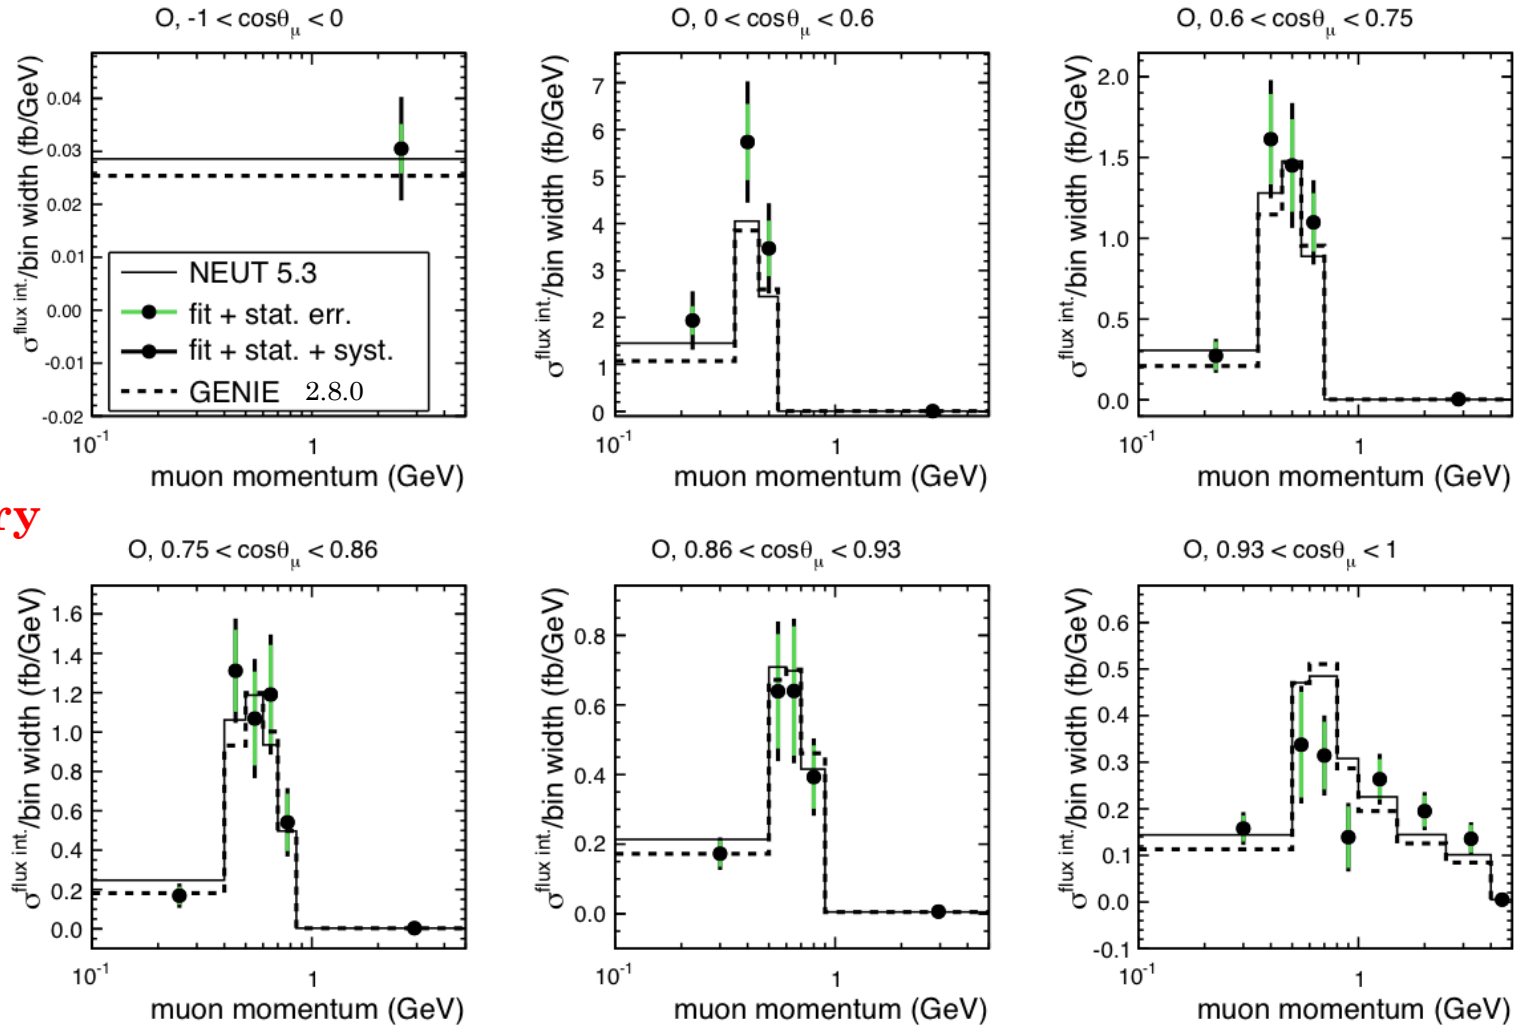 O, -1 < cosθμ < 0
O, 0 < cosθμ < 0.6
O, 0.6 < cosθμ < 0.75
σ^flux int./bin width (fb/GeV)
0.04
0.03
0.02
0.01
0.00
-0.01
-0.02
NEUT 5.3
fit + stat. err.
fit + stat. + syst.
GENIE 2.8.0
10^-1
1
muon momentum (GeV)
σ^flux int./bin width (fb/GeV)
7
6
5
4
3
2
1
0
10^-1
1
muon momentum (GeV)
σ^flux int./bin width (fb/GeV)
2.0
1.5
1.0
0.5
0.0
10^-1
1
muon momentum (GeV)
ry
O, 0.75 < cosθμ < 0.86
O, 0.86 < cosθμ < 0.93
O, 0.93 < cosθμ < 1
σ^flux int./bin width (fb/GeV)
1.6
1.4
1.2
1.0
0.8
0.6
0.4
0.2
0.0
10^-1
1
muon momentum (GeV)
σ^flux int./bin width (fb/GeV)
0.8
0.6
0.4
0.2
0.0
10^-1
1
muon momentum (GeV)
σ^flux int./bin width (fb/GeV)
0.6
0.5
0.4
0.3
0.2
0.1
0.0
-0.1
10^-1
1
muon momentum (GeV)